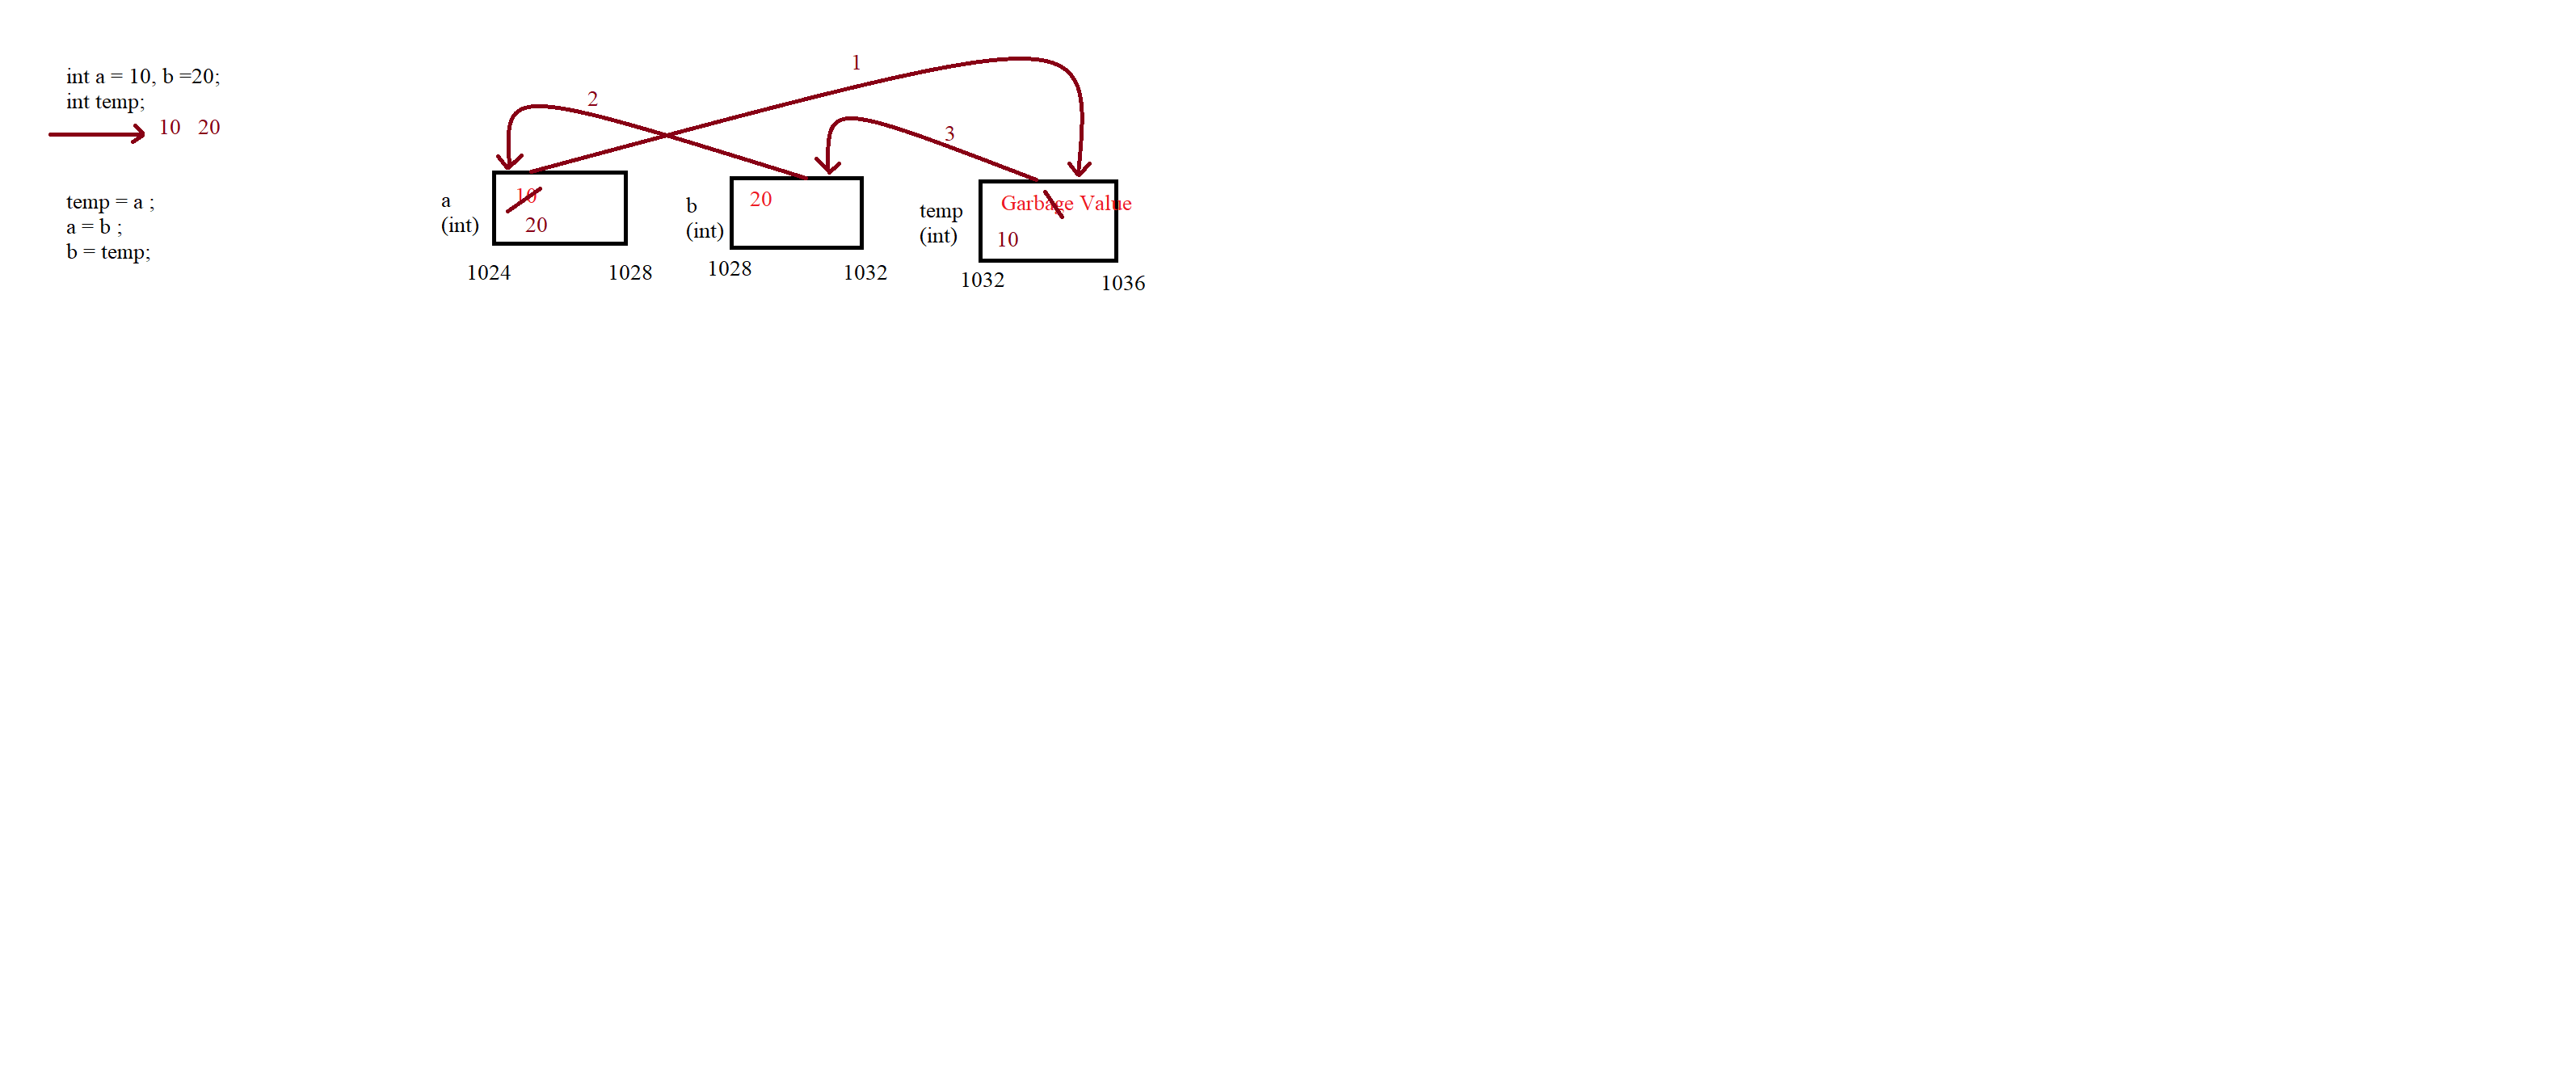 int a = 10, b =20;
int temp;
10 20
temp = a ;
a = b ;
b = temp;
1
2
3
a
(int)
10
20
1024
1028
b
(int)
20
1028
1032
temp
(int)
Garbage Value
10
1032
1036